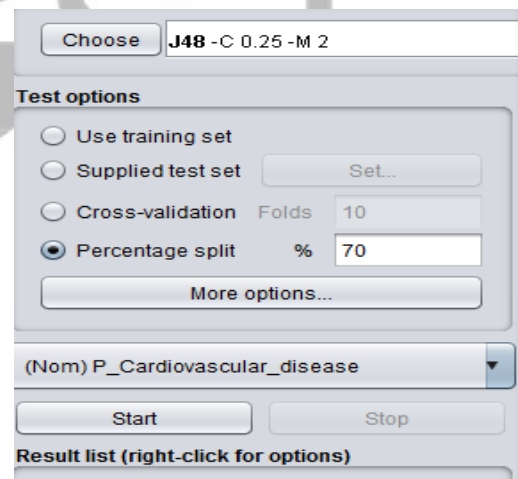 Choose J48 -C 0.25 -M 2
Test options
Use training set
Supplied test set Set...
Cross-validation Folds 10
Percentage split % 70
More options...
(Nom) P_Cardiovascular_disease
Start Stop
Result list (right-click for options)